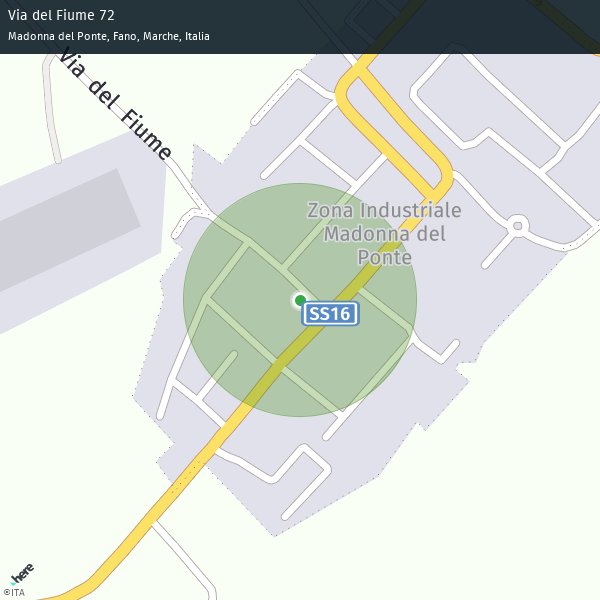 Via del Fiume 72
Madonna del Ponte, Fano, Marche, Italia
Via del Fiume
Zona Industriale
Madonna del
Ponte
SS16
here
©ITA